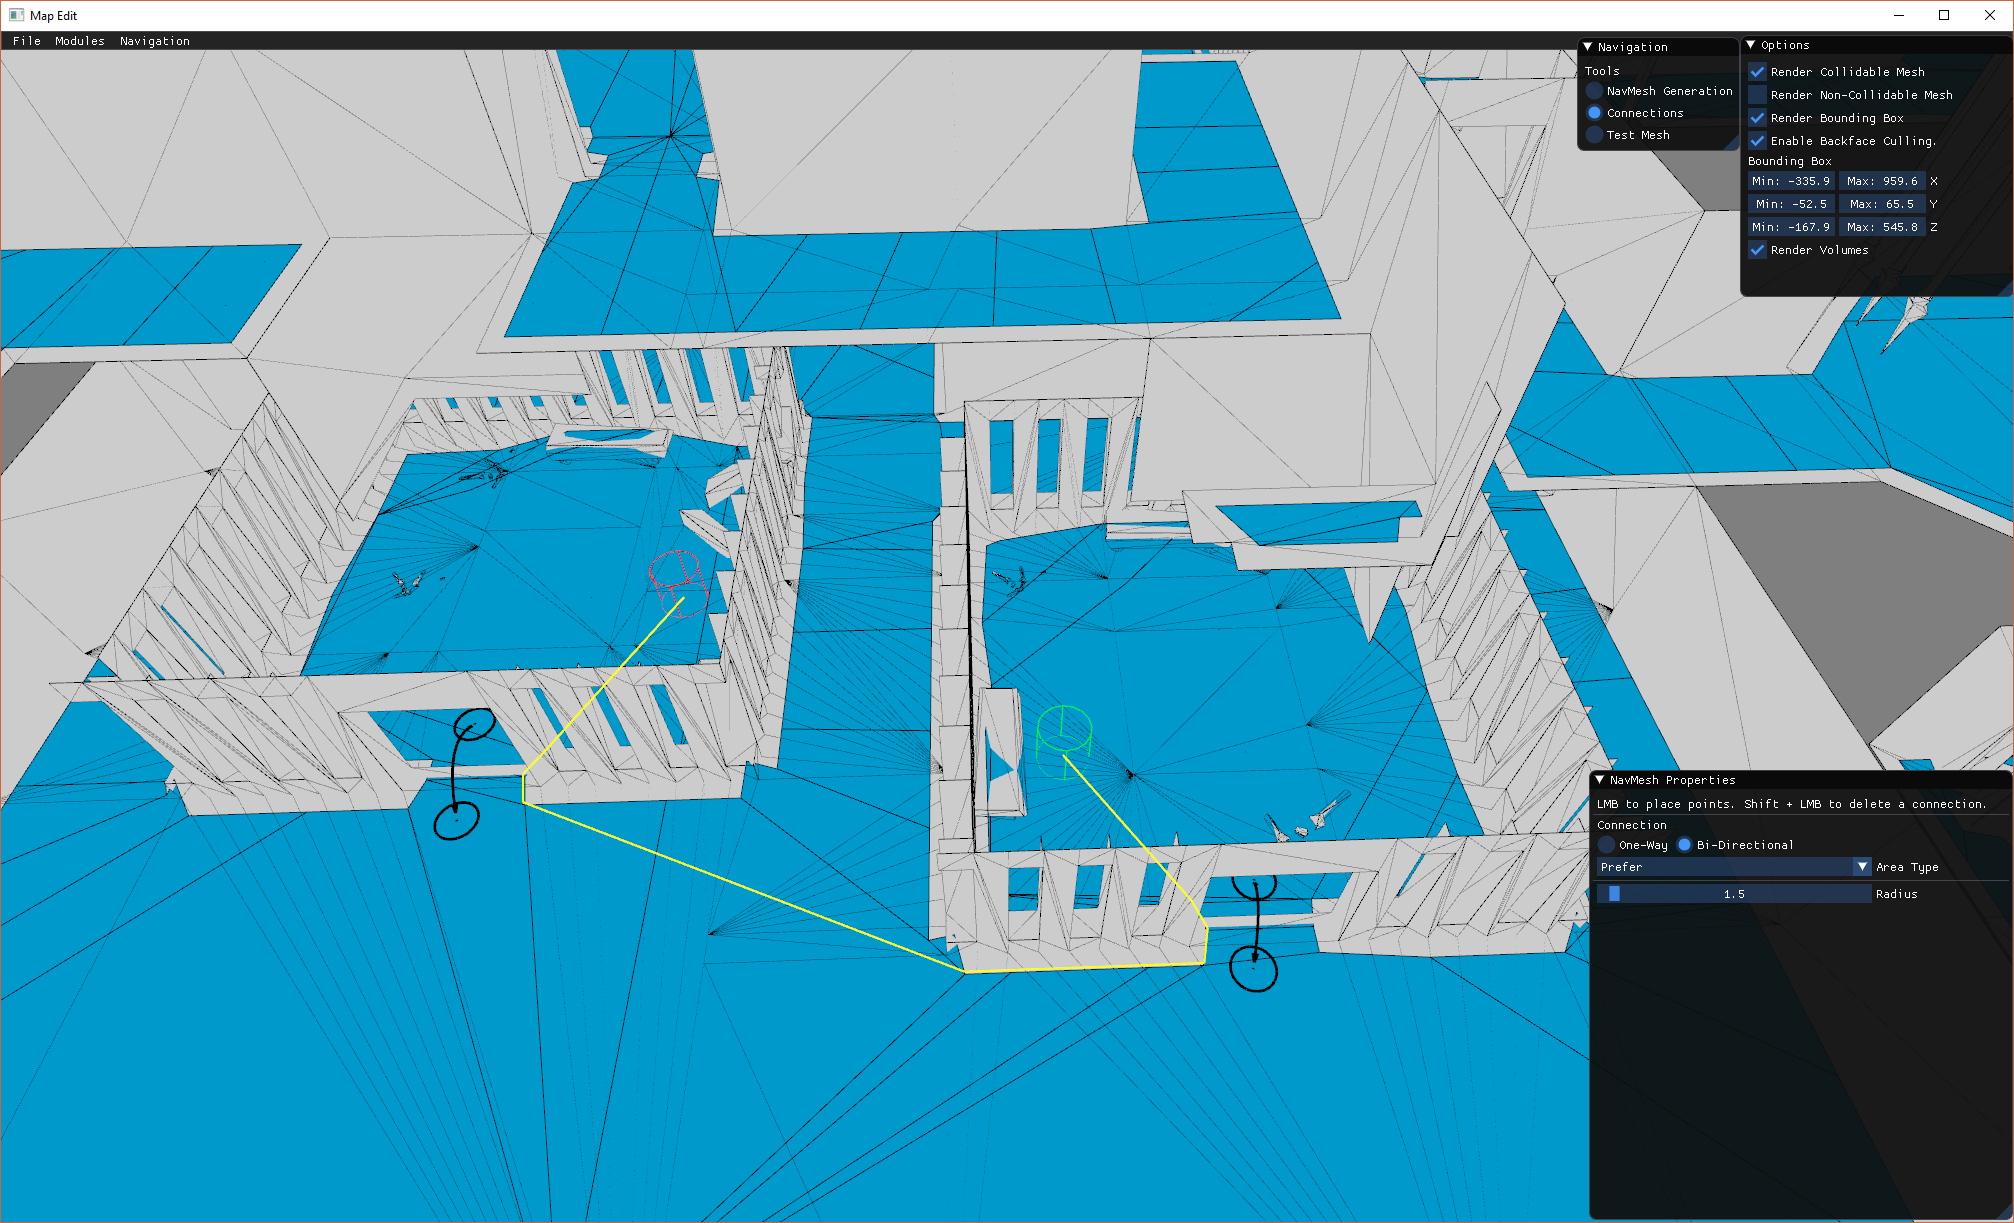 Map Edit
File Modules Navigation
Navigation
Tools
NavMesh Generation
Connections
Test Mesh
Options
Render Collidable Mesh
Render Non-Collidable Mesh
Render Bounding Box
Enable Backface Culling.
Bounding Box
Min: -335.9 Max: 959.6 X
Min: -52.5 Max: 65.5 Y
Min: -167.9 Max: 545.8 Z
Render Volumes
NavMesh Properties
LMB to place points. Shift + LMB to delete a connection.
Connection
One-Way Bi-Directional
Prefer Area Type
1.5 Radius